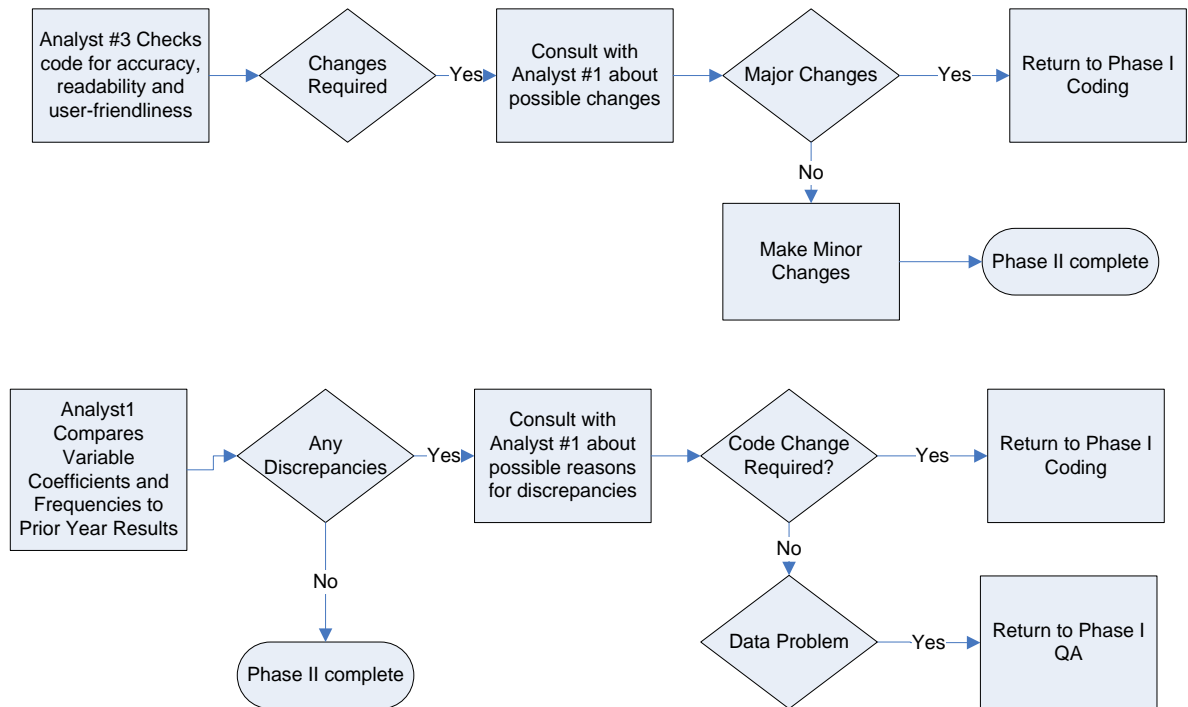 Analyst #3 Checks
code for accuracy,
readability and
user-friendliness
Changes
Required
Yes
Consult with
Analyst #1 about
possible changes
Major Changes
Yes
Return to Phase I
Coding
No
Make Minor
Changes
Phase II complete
Analyst1
Compares
Variable
Coefficients and
Frequencies to
Prior Year Results
Any
Discrepancies
Yes
Consult with
Analyst #1 about
possible reasons
for discrepancies
Code Change
Required?
Yes
Return to Phase I
Coding
No
No
Phase II complete
Data Problem
Yes
Return to Phase I
QA